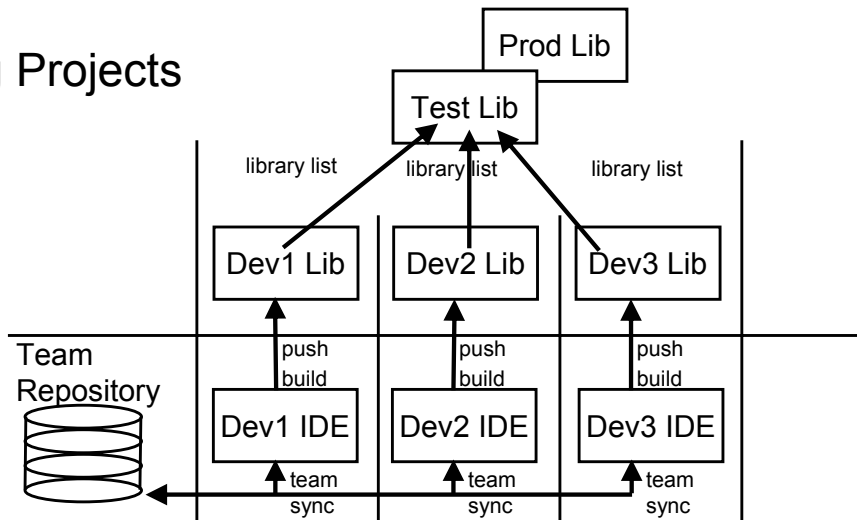 Projects
Prod Lib
Test Lib
library list
library list
library list
Dev1 Lib
Dev2 Lib
Dev3 Lib
Team
Repository
push
build
push
build
push
build
Dev1 IDE
Dev2 IDE
Dev3 IDE
team
sync
team
sync
team
sync